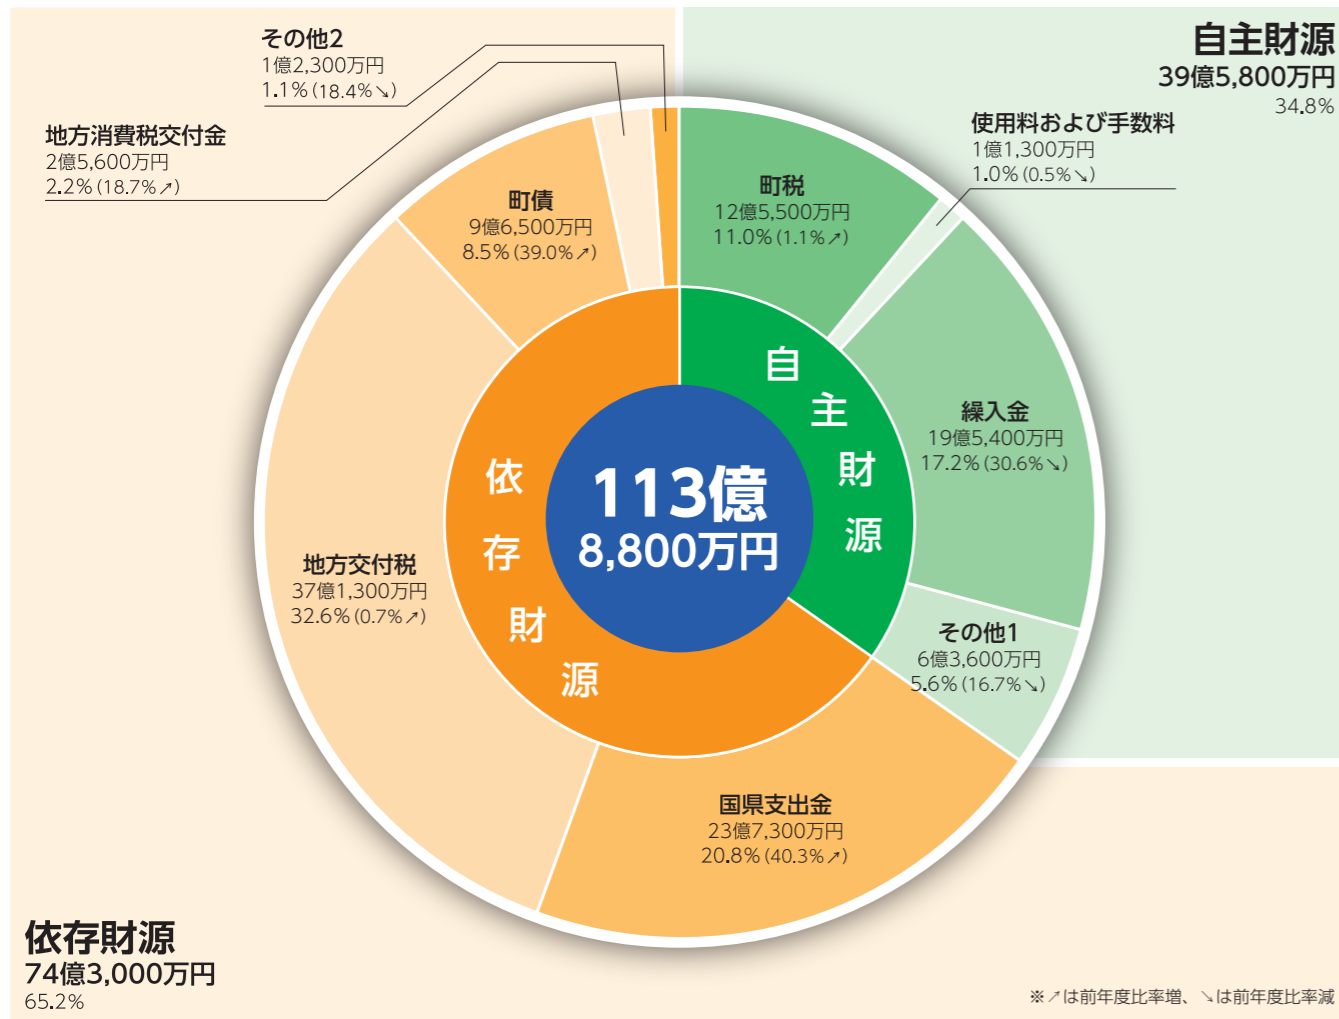 その他2
1億2,300万円
1.1%(18.4%↘)
地方消費税交付金
2億5,600万円
2.2%(18.7%↗)
町債
9億6,500万円
8.5%(39.0%↗)
自主財源
39億5,800万円
34.8%
使用料および手数料
1億1,300万円
1.0%(0.5%↘)
町税
12億5,500万円
11.0%(1.1%↗)
繰入金
19億5,400万円
17.2%(30.6%↘)
自主財源
依存財源
113億
8,800万円
地方交付税
37億1,300万円
32.6%(0.7%↗)
その他1
6億3,600万円
5.6%(16.7%↘)
国県支出金
23億7,300万円
20.8%(40.3%↗)
依存財源
74億3,000万円
65.2%
※↗は前年度比率増、↘は前年度比率減